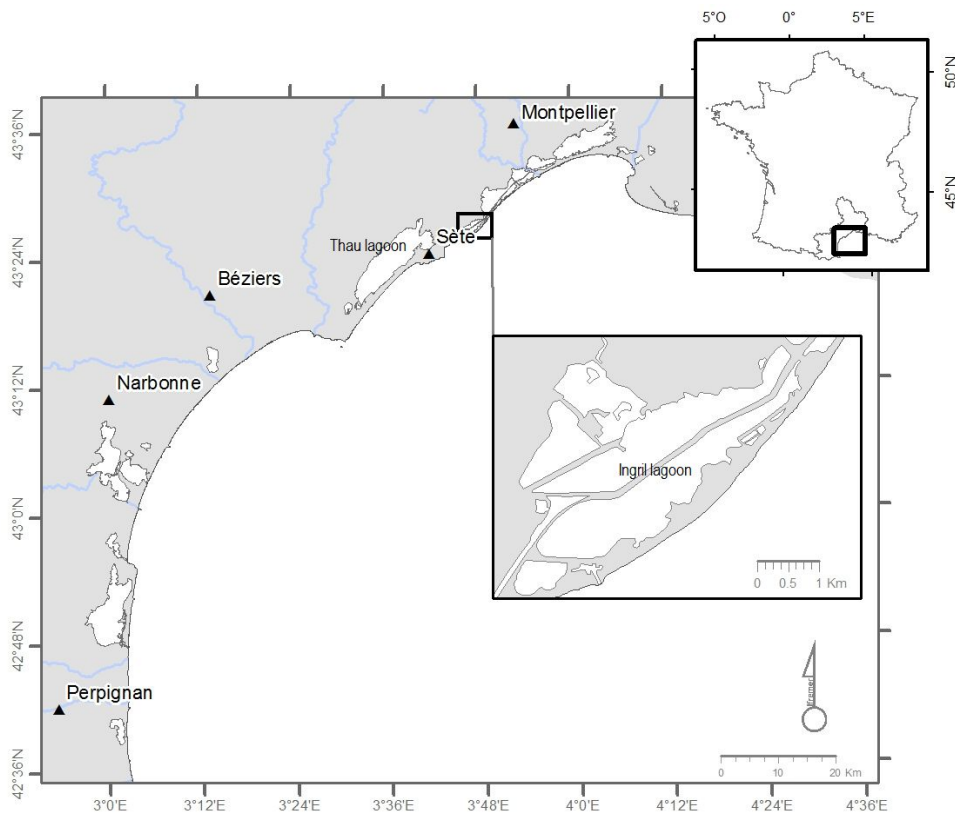 5°O 0° 5°E
50°N
45°N
43°36'N
43°24'N
43°12'N
43°0'N
42°48'N
42°36'N
Montpellier
Thau lagoon
Sète
Béziers
Narbonne
Perpignan
Ingril lagoon
0 0.5 1 Km
Ifremer
0 10 20 Km
3°0'E 3°12'E 3°24'E 3°36'E 3°48'E 4°0'E 4°12'E 4°24'E 4°36'E